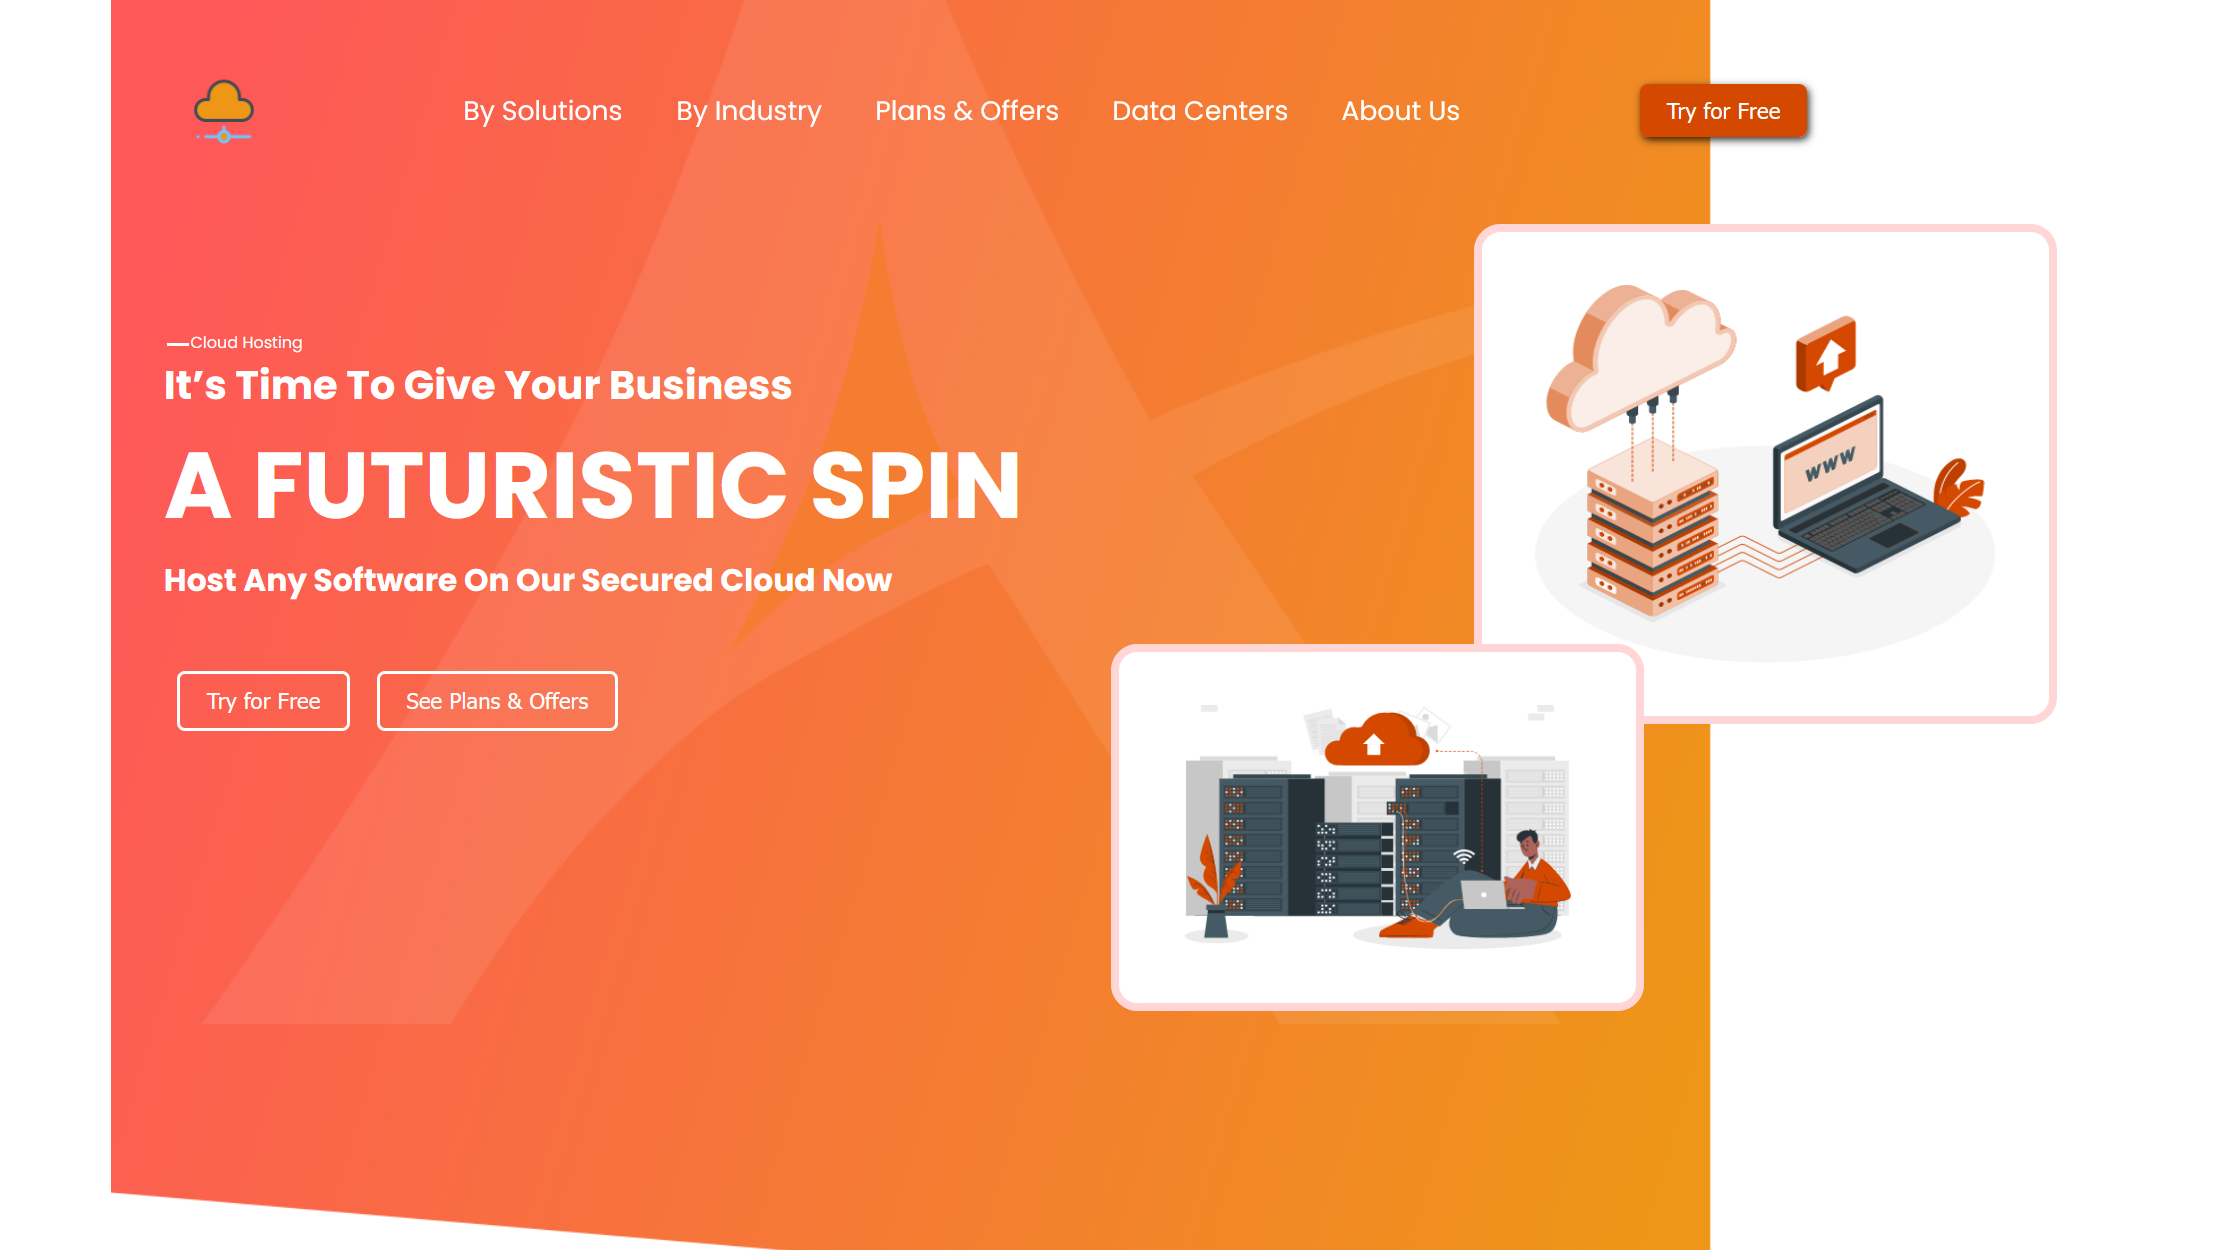 By Solutions By Industry Plans & Offers Data Centers About Us Try for Free
Cloud Hosting
It’s Time To Give Your Business
A FUTURISTIC SPIN
Host Any Software On Our Secured Cloud Now
Try for Free See Plans & Offers
WWW